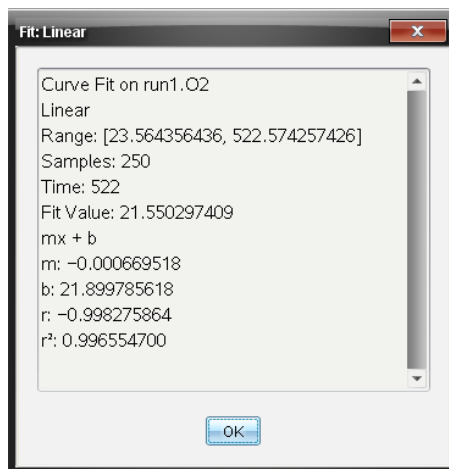 Fit: Linear
X
Curve Fit on run1.O2
Linear
Range: [23.564356436, 522.574257426]
Samples: 250
Time: 522
Fit Value: 21.550297409
mx + b
m: −0.000669518
b: 21.899785618
r: −0.998275864
r²: 0.996554700
OK